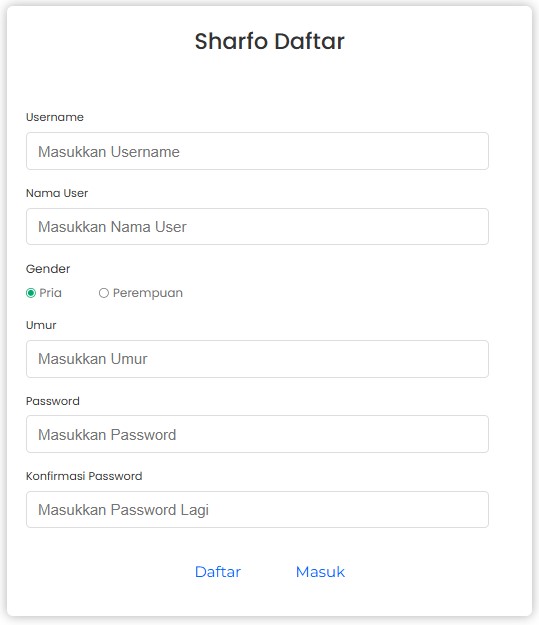 Sharfo Daftar
Username
Masukkan Username
Nama User
Masukkan Nama User
Gender
Pria Perempuan
Umur
Masukkan Umur
Password
Masukkan Password
Konfirmasi Password
Masukkan Password Lagi
Daftar Masuk